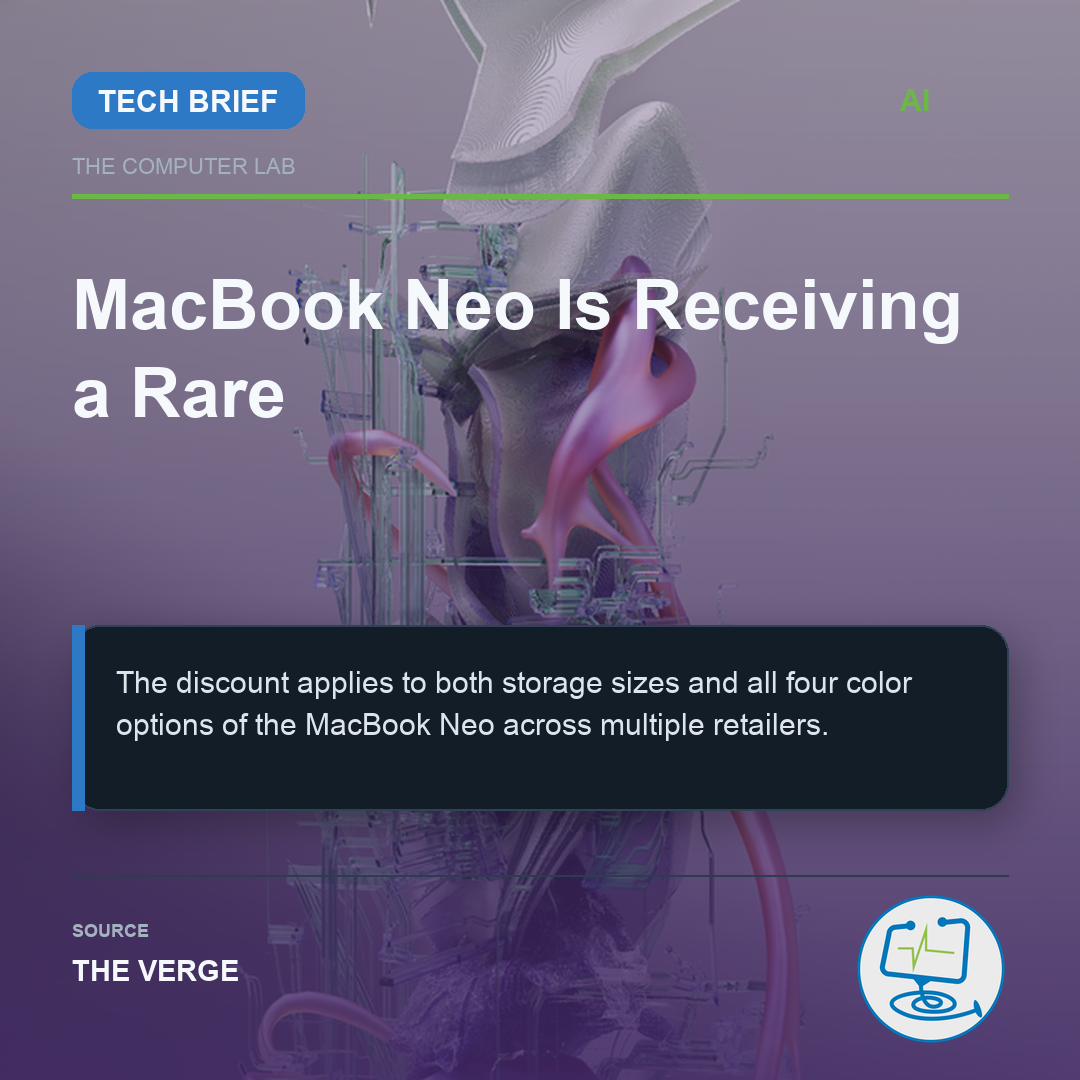 TECH BRIEF
AI
THE COMPUTER LAB
MacBook Neo Is Receiving
a Rare
The discount applies to both storage sizes and all four color
options of the MacBook Neo across multiple retailers.
SOURCE
THE VERGE